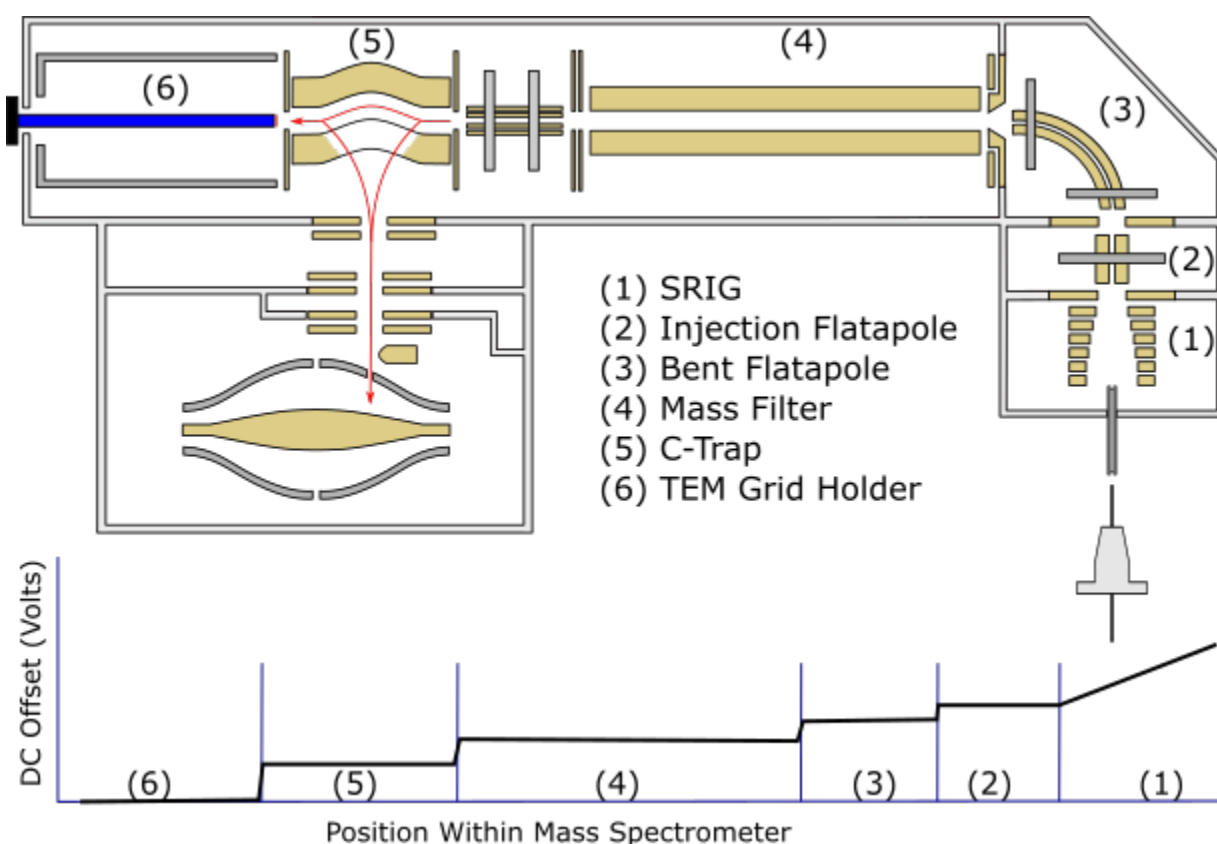 (5)
(4)
(6)
(3)
(2)
(1)
(1) SRIG
(2) Injection Flatapole
(3) Bent Flatapole
(4) Mass Filter
(5) C-Trap
(6) TEM Grid Holder
DC Offset (Volts)
(6)
(5)
(4)
(3)
(2)
(1)
Position Within Mass Spectrometer